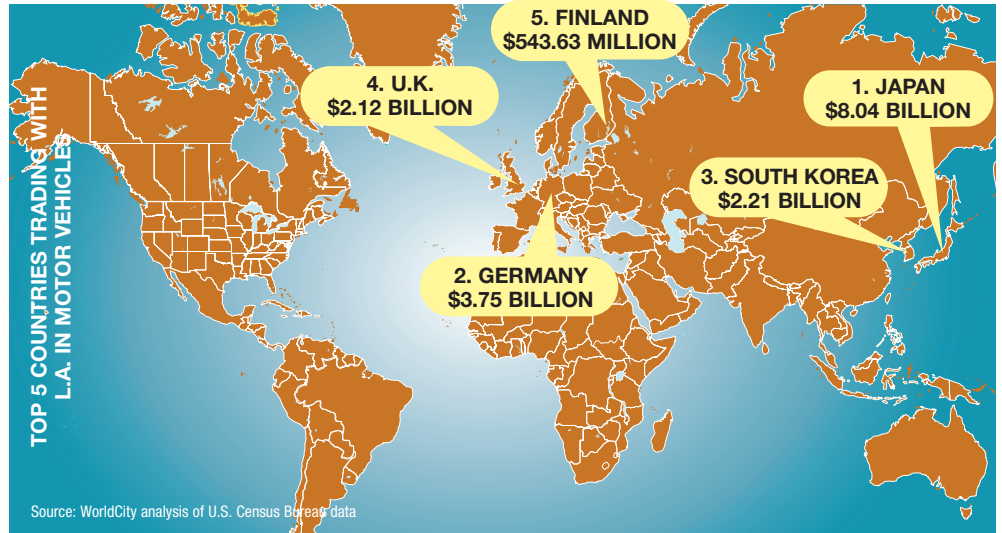 TOP 5 COUNTRIES TRADING WITH
L.A. IN MOTOR VEHICLES
5. FINLAND
$543.63 MILLION
4. U.K.
$2.12 BILLION
1. JAPAN
$8.04 BILLION
3. SOUTH KOREA
$2.21 BILLION
2. GERMANY
$3.75 BILLION
Source: WorldCity analysis of U.S. Census Bureau data